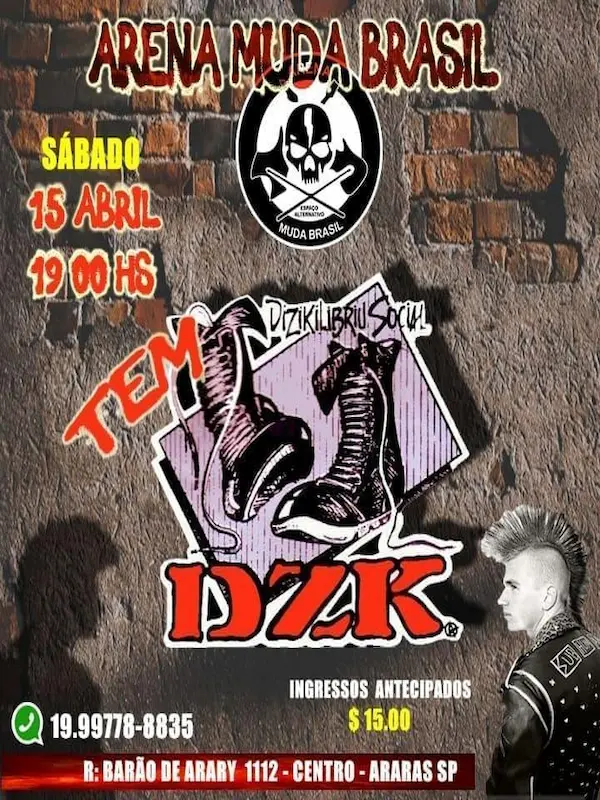 ARENA MUDA BRASIL
ESPAÇO
ALTERNATIVO
MUDA BRASIL
SÁBADO
15 ABRIL
19 00 HS
TEM
DIZIKILIBRIU SOCIAL
DZK®
INGRESSOS ANTECIPADOS
$ 15.00
19.99778-8835
R: BARÃO DE ARARY 1112 - CENTRO - ARARAS SP